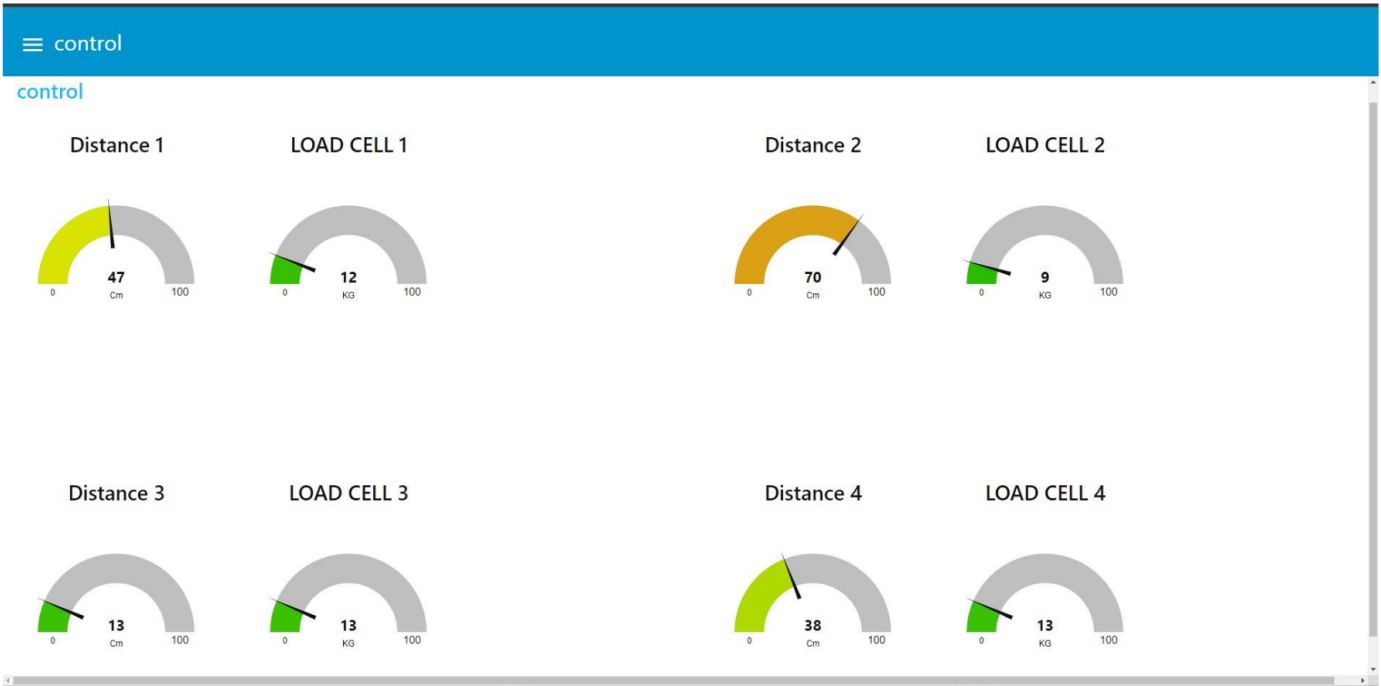 control
control
Distance 1 LOAD CELL 1 Distance 2 LOAD CELL 2
47 12 70 9
0 Cm 100 0 KG 100 0 Cm 100 0 KG 100
Distance 3 LOAD CELL 3 Distance 4 LOAD CELL 4
13 13 38 13
0 Cm 100 0 KG 100 0 Cm 100 0 KG 100